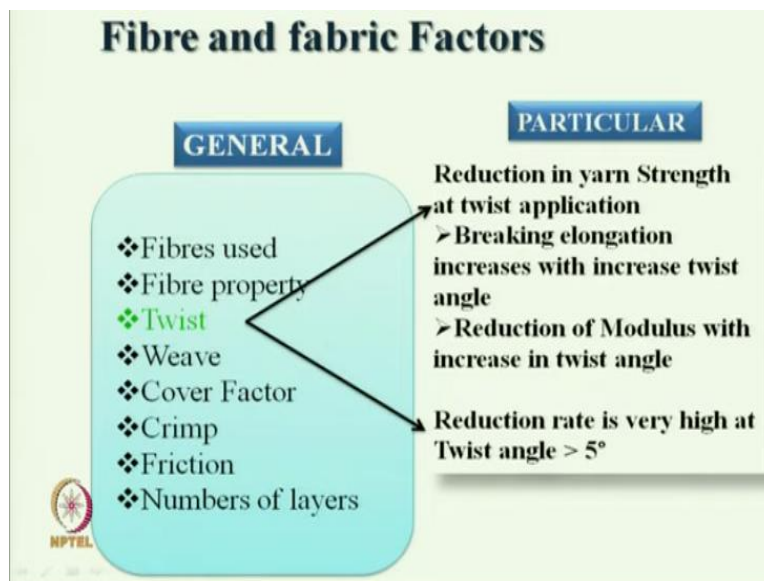 Fibre and fabric Factors
GENERAL
❖Fibres used
❖Fibre property
❖Twist
❖Weave
❖Cover Factor
❖Crimp
❖Friction
❖Numbers of layers
PARTICULAR
Reduction in yarn Strength
at twist application
➤Breaking elongation
increases with increase twist
angle
➤Reduction of Modulus with
increase in twist angle
Reduction rate is very high at
Twist angle > 5°
NPTEL